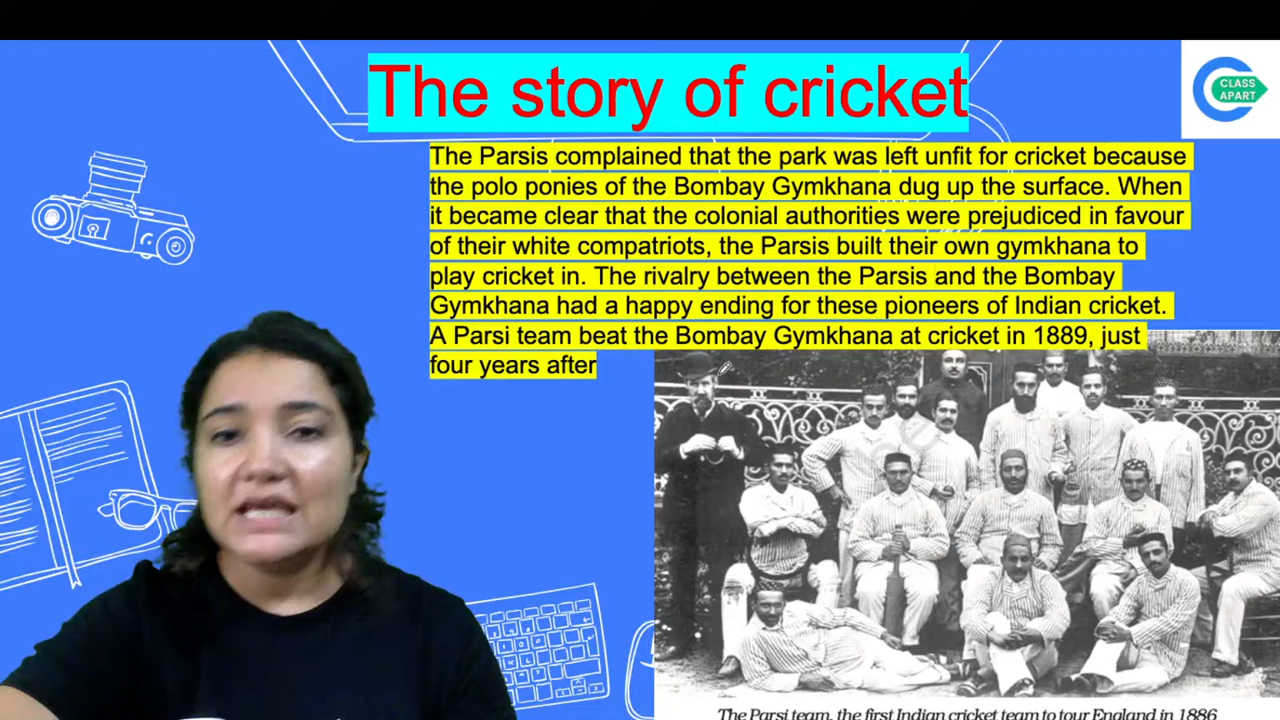 The story of cricket
CLASS
APART
The Parsis complained that the park was left unfit for cricket because
the polo ponies of the Bombay Gymkhana dug up the surface. When
it became clear that the colonial authorities were prejudiced in favour
of their white compatriots, the Parsis built their own gymkhana to
play cricket in. The rivalry between the Parsis and the Bombay
Gymkhana had a happy ending for these pioneers of Indian cricket.
A Parsi team beat the Bombay Gymkhana at cricket in 1889, just
four years after
The Parsi team, the first Indian cricket team to tour England in 1886.